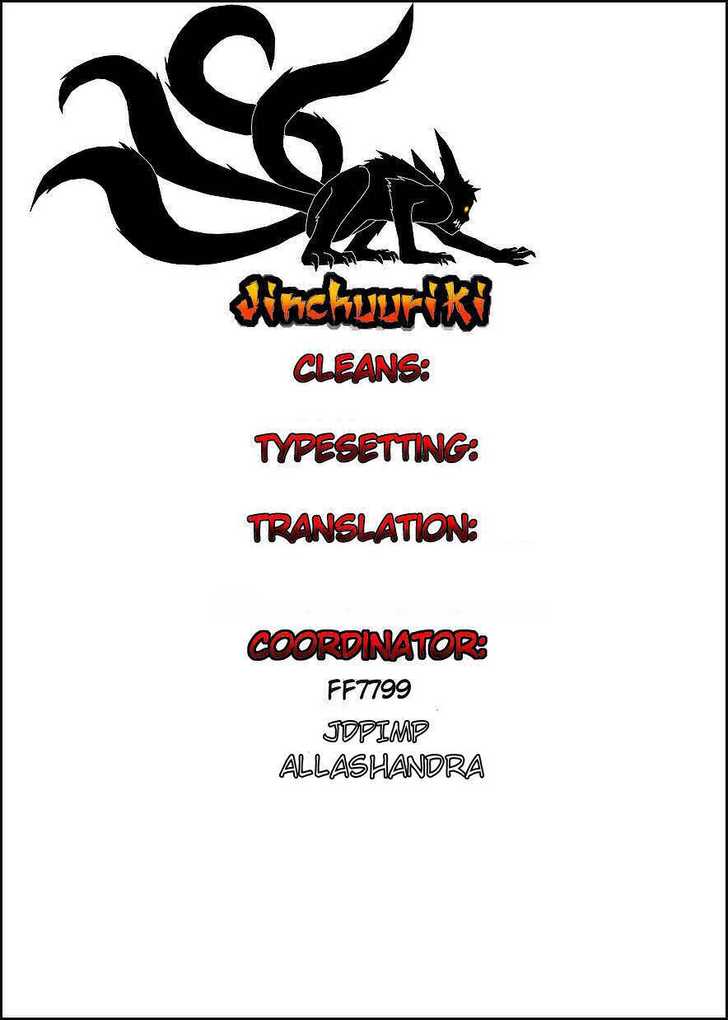 Jinchuuriki
CLEANS:
TYPESETTING:
TRANSLATION:
COORDINATOR:
FF7799
JDPIMP
ALLASHANDRA